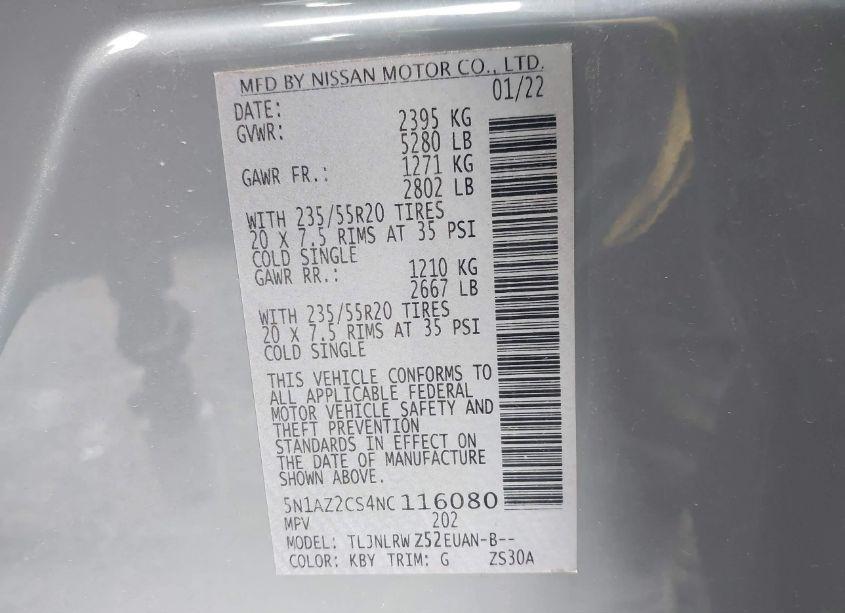 MFD BY NISSAN MOTOR CO., LTD.
DATE: 01/22
GVWR: 2395 KG
5280 LB
GAWR FR.: 1271 KG
2802 LB
WITH 235/55R20 TIRES
20 X 7.5 RIMS AT 35 PSI
COLD SINGLE
GAWR RR.: 1210 KG
2667 LB
WITH 235/55R20 TIRES
20 X 7.5 RIMS AT 35 PSI
COLD SINGLE
THIS VEHICLE CONFORMS TO
ALL APPLICABLE FEDERAL
MOTOR VEHICLE SAFETY AND
THEFT PREVENTION
STANDARDS IN EFFECT ON
THE DATE OF MANUFACTURE
SHOWN ABOVE.
5N1AZ2CS4NC116080
MPV 202
MODEL: TLJNLRWZ52EUAN-B--
COLOR: KBY TRIM: G ZS30A